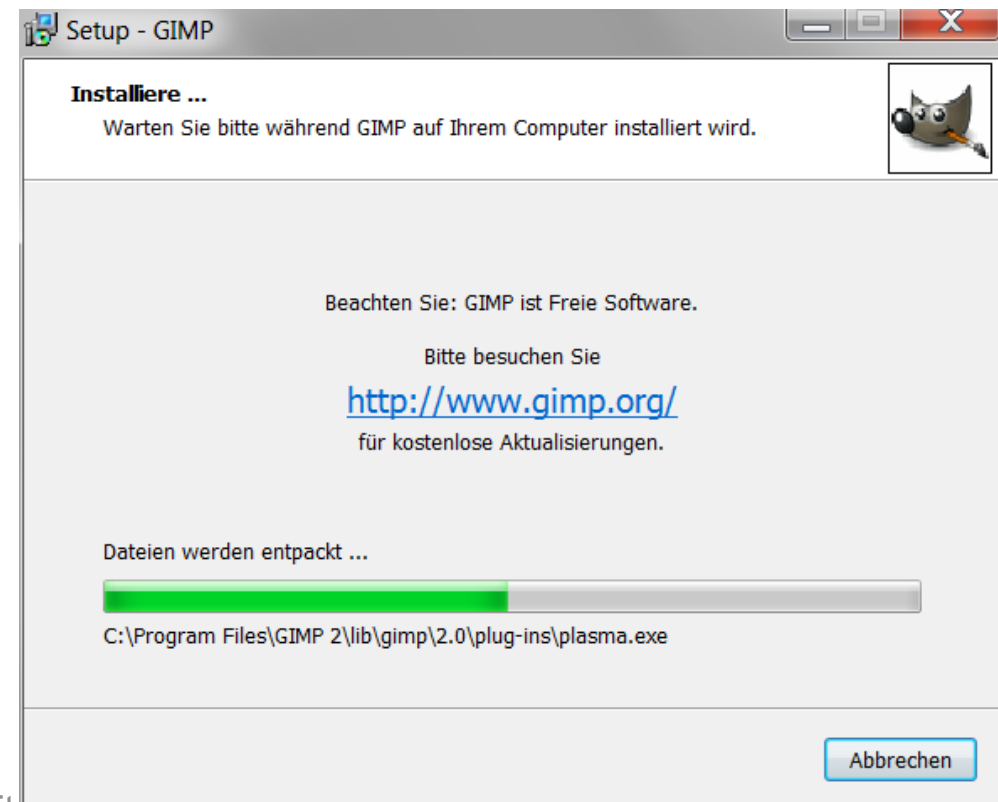 Setup - GIMP
Installiere ...
Warten Sie bitte während GIMP auf Ihrem Computer installiert wird.
Beachten Sie: GIMP ist Freie Software.
Bitte besuchen Sie
http://www.gimp.org/
für kostenlose Aktualisierungen.
Dateien werden entpackt ...
C:\Program Files\GIMP 2\lib\gimp\2.0\plug-ins\plasma.exe
Abbrechen